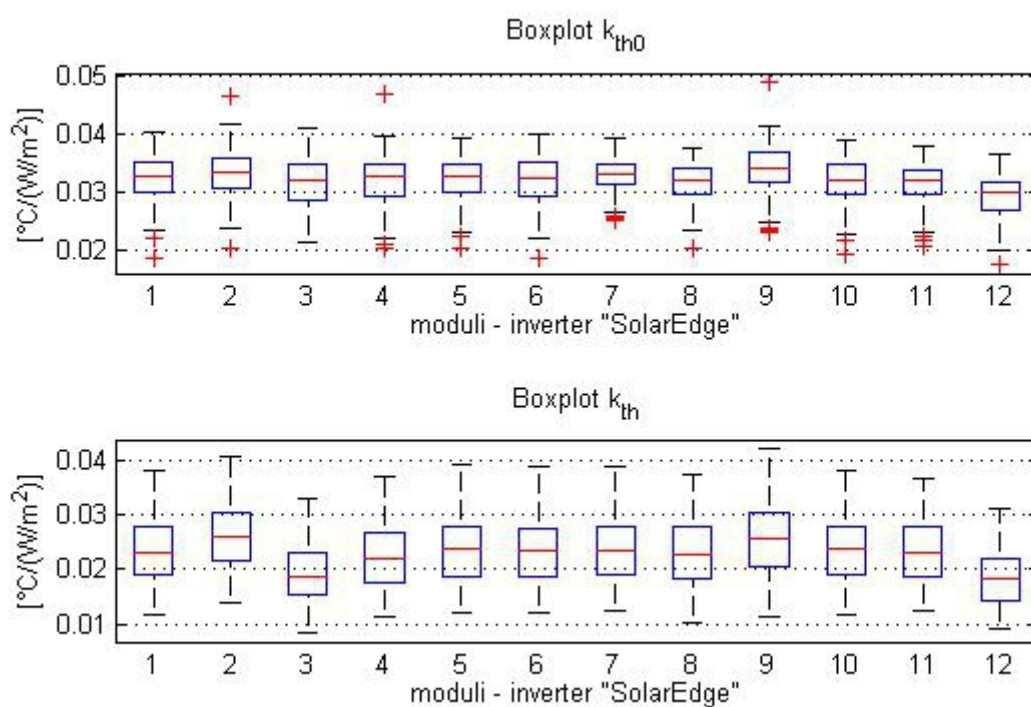 Boxplot k_th0
[°C/(W/m²)]
0.05
0.04
0.03
0.02
1 2 3 4 5 6 7 8 9 10 11 12
moduli - inverter "SolarEdge"
Boxplot k_th
[°C/(W/m²)]
0.04
0.03
0.02
0.01
1 2 3 4 5 6 7 8 9 10 11 12
moduli - inverter "SolarEdge"